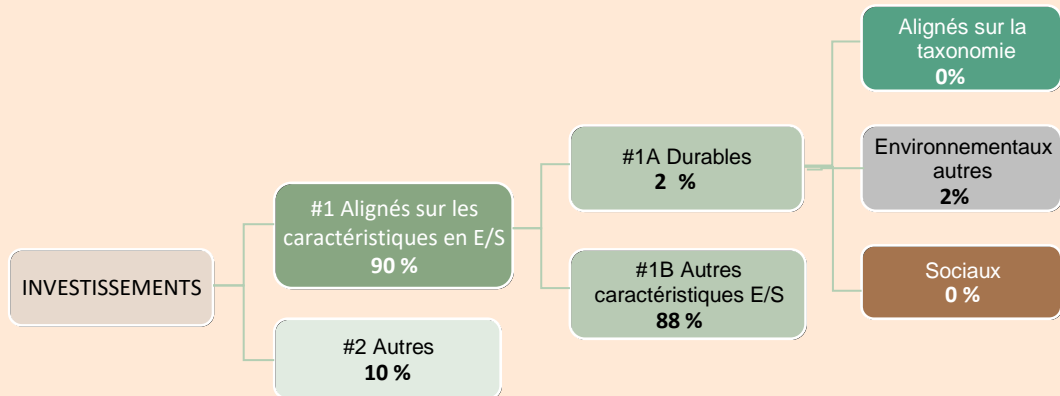 INVESTISSEMENTS
#1 Alignés sur les
caractéristiques en E/S
90 %
#2 Autres
10 %
#1A Durables
2 %
#1B Autres
caractéristiques E/S
88 %
Alignés sur la
taxonomie
0%
Environnementaux
autres
2%
Sociaux
0 %